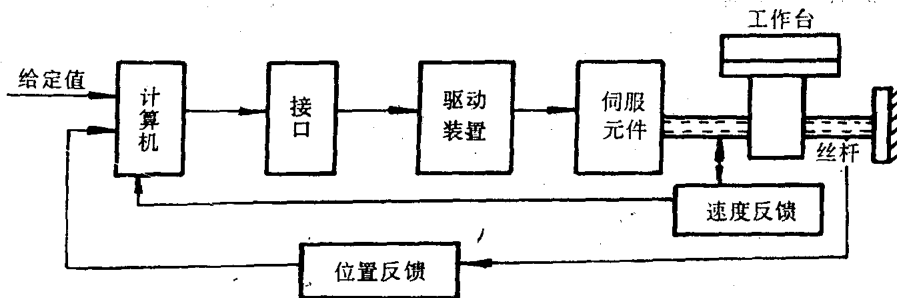 工作台
给定值
计算机
接口
驱动
装置
伺服
元件
丝杆
速度反馈
位置反馈